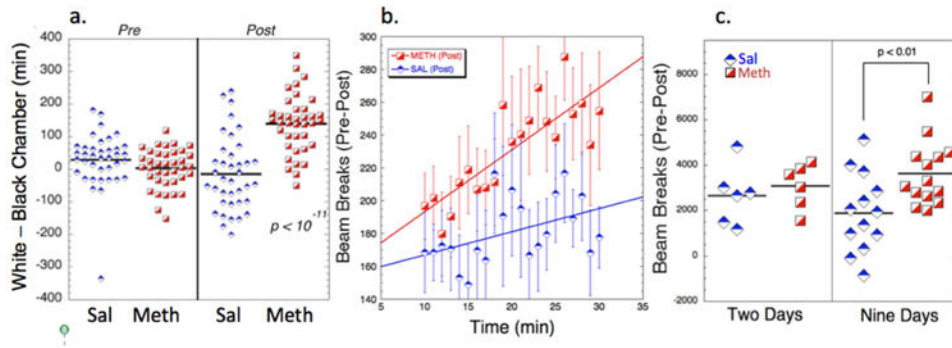 a.
Pre Post
White – Black Chamber (min)
400
300
200
100
0
-100
-200
-300
-400
p < 10^-11
Sal Meth Sal Meth
b.
METH (Post)
SAL (Post)
Beam Breaks (Pre-Post)
300
280
260
240
220
200
180
160
140
5 10 15 20 25 30 35
Time (min)
c.
Sal
Meth
p < 0.01
Beam Breaks (Pre-Post)
8000
6000
4000
2000
0
-2000
Two Days Nine Days